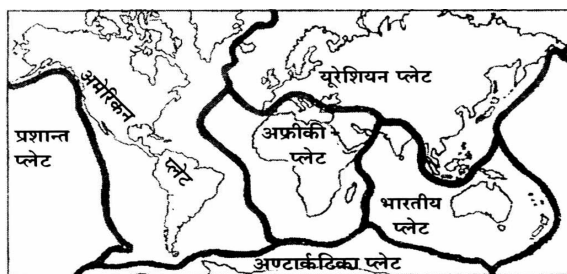 यूरेशियन प्लेट
अमेरिकन
प्लेट
प्रशान्त
प्लेट
अफ्रीकी
प्लेट
भारतीय
प्लेट
अण्टार्कटिका प्लेट